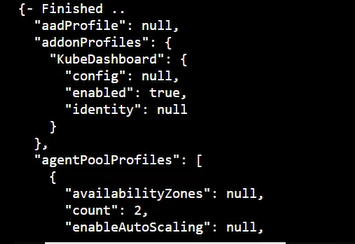 {- Finished ..
"aadProfile": null,
"addonProfiles": {
"KubeDashboard": {
"config": null,
"enabled": true,
"identity": null
}
},
"agentPoolProfiles": [
{
"availabilityZones": null,
"count": 2,
"enableAutoScaling": null,